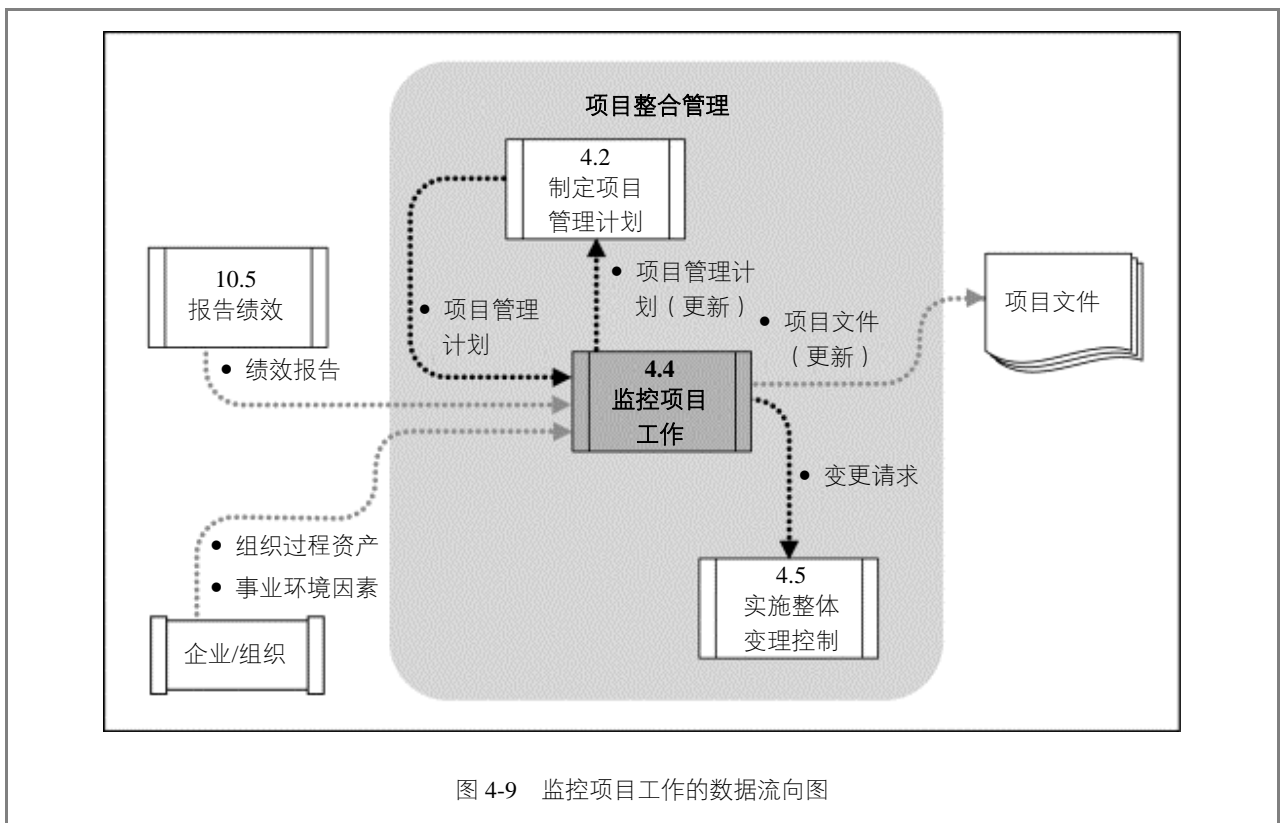 项目整合管理
4.2
制定项目
管理计划
10.5
报告绩效
● 绩效报告
● 项目管理
计划
● 项目管理计
划（更新）
● 项目文件
（更新）
项目文件
4.4
监控项目
工作
● 变更请求
● 组织过程资产
● 事业环境因素
企业/组织
4.5
实施整体
变理控制
图 4-9 监控项目工作的数据流向图